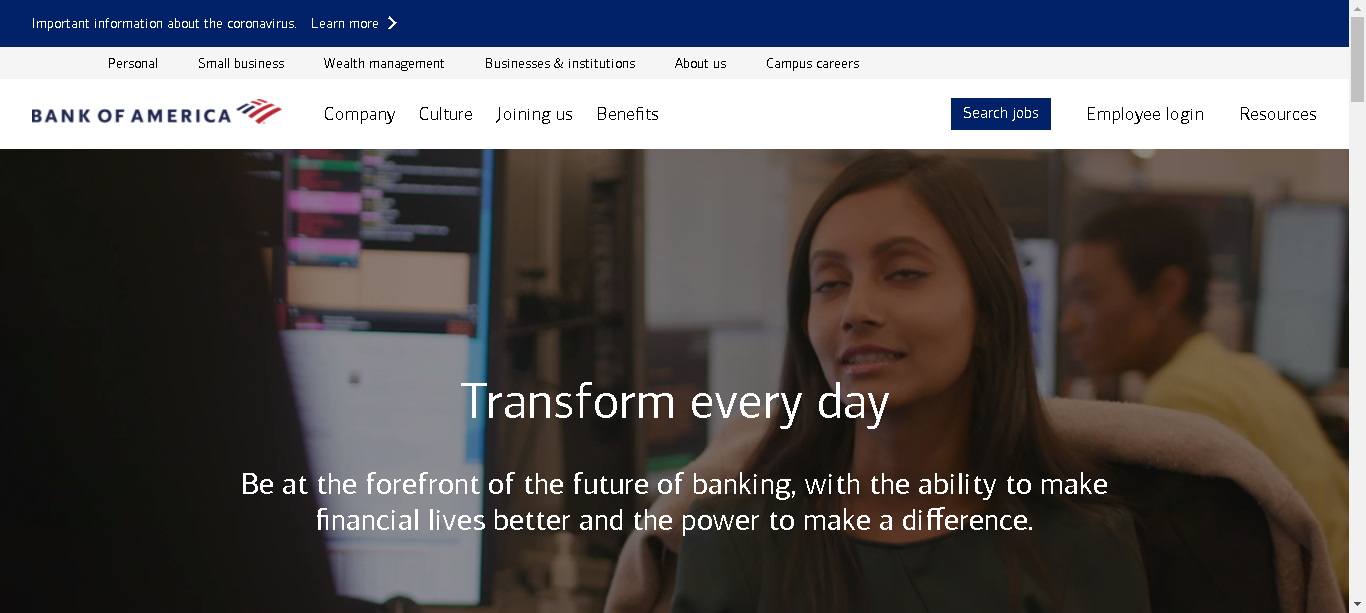 Important information about the coronavirus. Learn more
Personal Small business Wealth management Businesses & institutions About us Campus careers
BANK OF AMERICA Company Culture Joining us Benefits Search jobs Employee login Resources
Transform every day
Be at the forefront of the future of banking, with the ability to make
financial lives better and the power to make a difference.